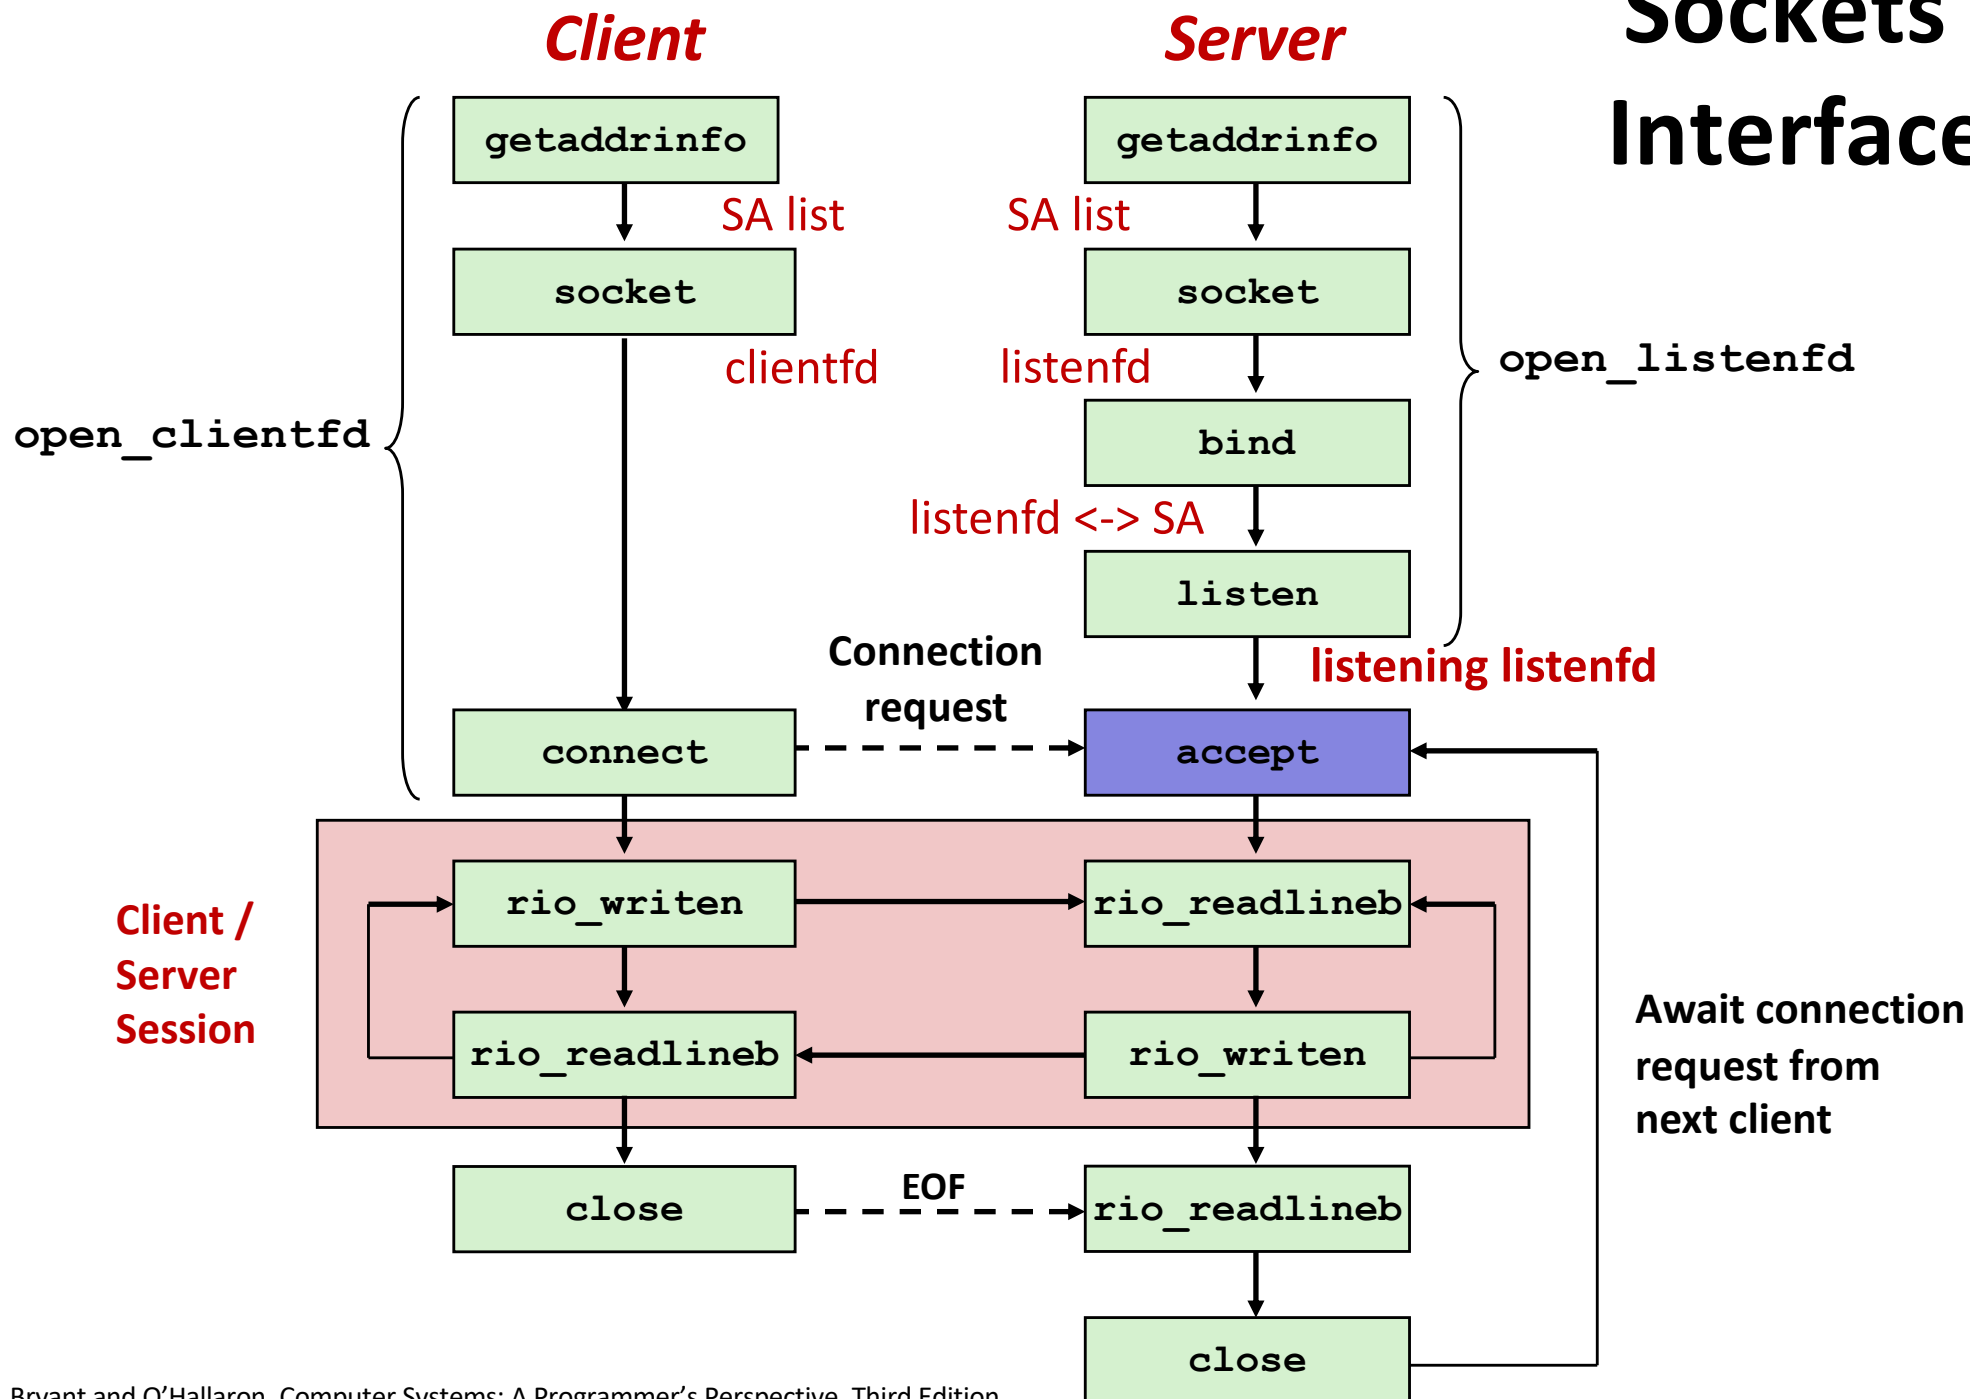 Sockets
Interface
Client
Server
getaddrinfo
getaddrinfo
SA list
SA list
socket
socket
clientfd
listenfd
open_listenfd
open_clientfd
bind
listenfd <-> SA
listen
Connection
request
listening listenfd
connect
accept
Client /
Server
Session
rio_writen
rio_readlineb
rio_readlineb
rio_writen
Await connection
request from
next client
close
EOF
rio_readlineb
close
Bryant and O'Hallaron, Computer Systems: A Programmer's Perspective, Third Edition